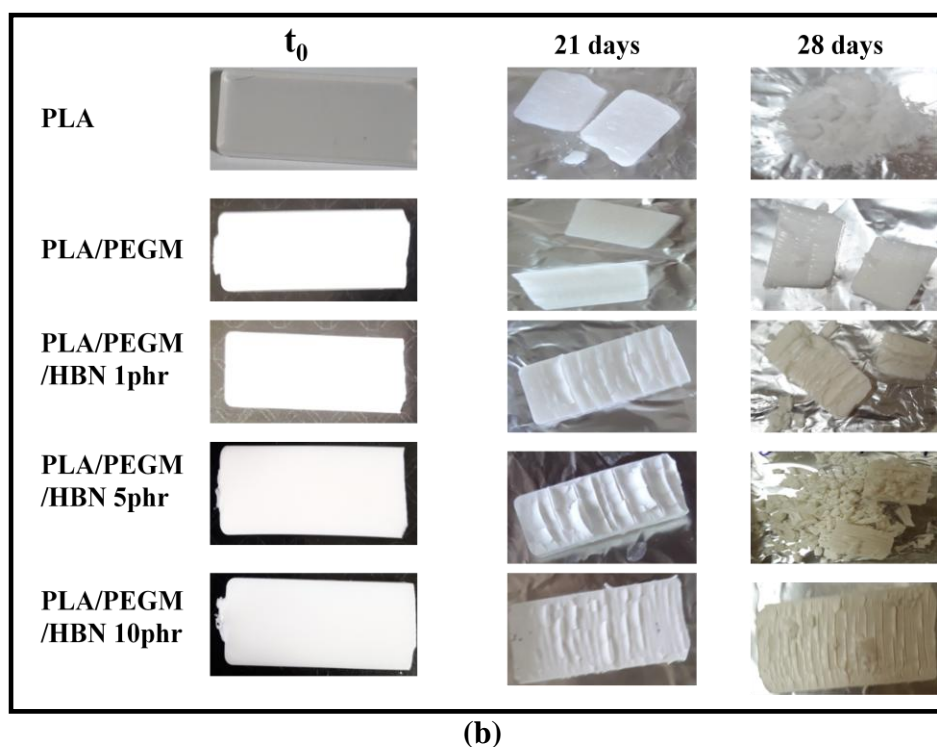 t₀ 21 days 28 days
PLA
PLA/PEGM
PLA/PEGM
/HBN 1phr
PLA/PEGM
/HBN 5phr
PLA/PEGM
/HBN 10phr
(b)